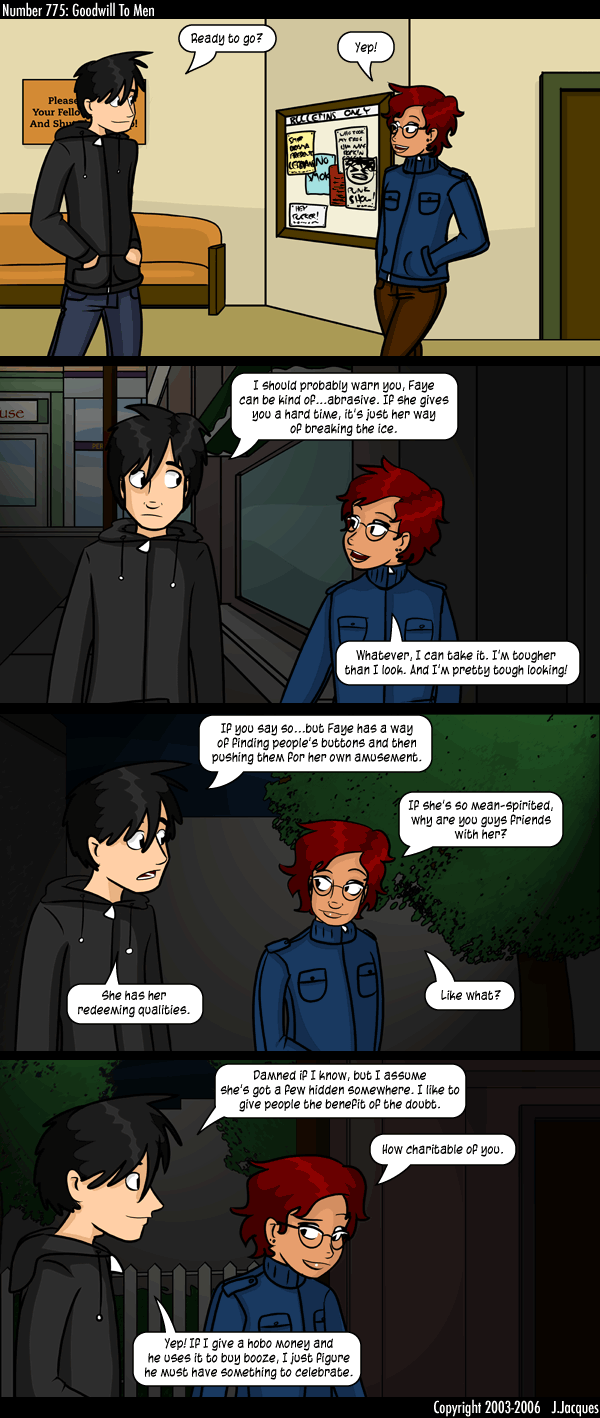 Number 775: Goodwill To Men
Ready to go?
Yep!
Please
Your Fello
And Shu
BULLETINS ONLY
NO
SMOK
PUNK
SHOW!
HEY
I should probably warn you, Faye
can be kind of...abrasive. If she gives
you a hard time, it's just her way
of breaking the ice.
use
Whatever, I can take it. I'm tougher
than I look. And I'm pretty tough looking!
If you say so...but Faye has a way
of finding people's buttons and then
pushing them for her own amusement.
If she's so mean-spirited,
why are you guys friends
with her?
She has her
redeeming qualities.
Like what?
Damned if I know, but I assume
she's got a few hidden somewhere. I like to
give people the benefit of the doubt.
How charitable of you.
Yep! If I give a hobo money and
he uses it to buy booze, I just figure
he must have something to celebrate.
Copyright 2003-2006 J.Jacques